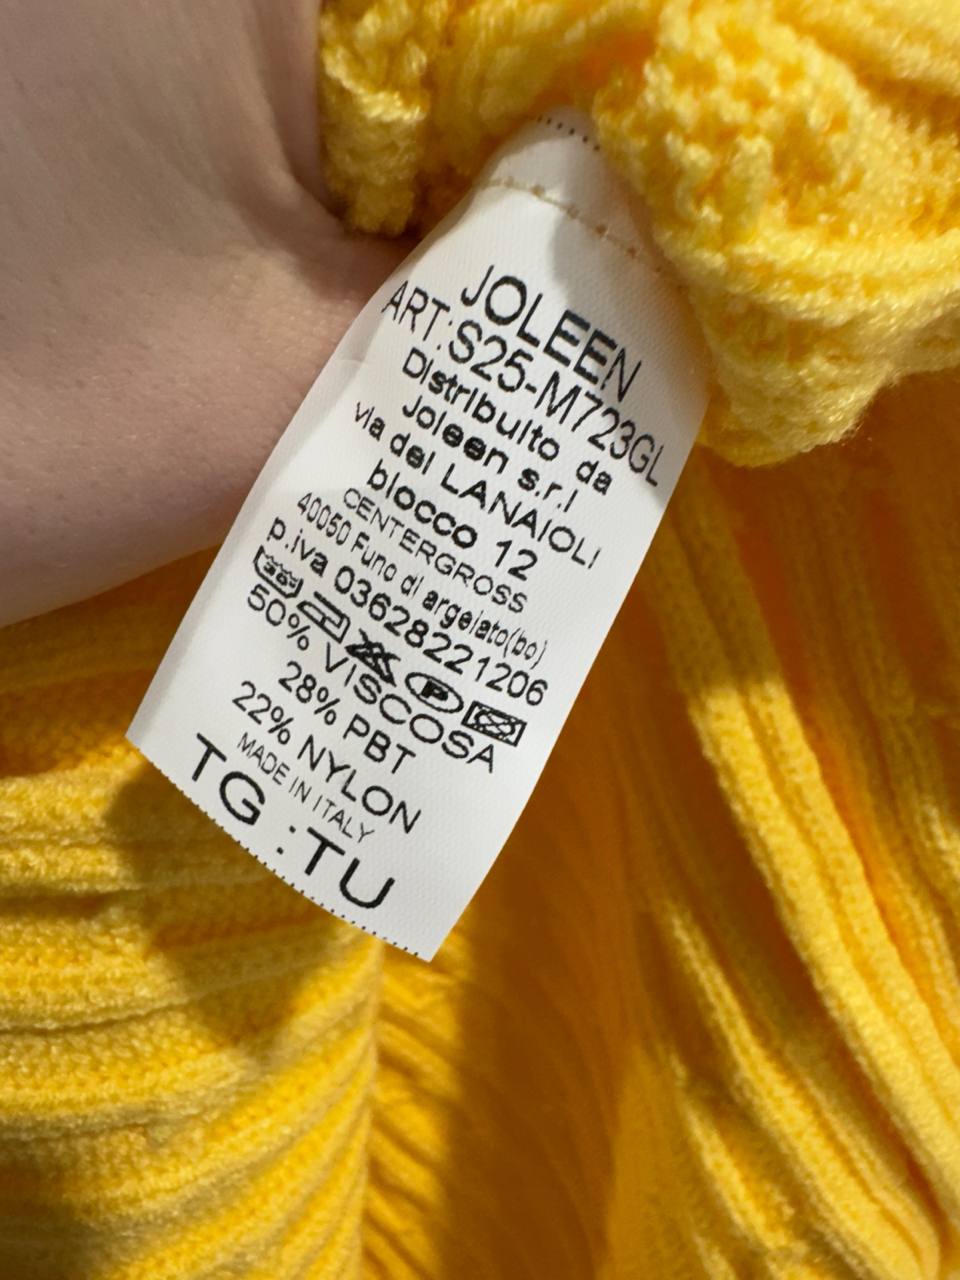 JOLEEN
ART:S25-M723GL
Distribuito da
Joleen s.r.l
via del LANAIOLI
blocco 12
CENTERGROSS
40050 Funo di argelato(bo)
p.iva 03628221206
30 P
50% VISCOSA
28% PBT
22% NYLON
MADE IN ITALY
TG :TU